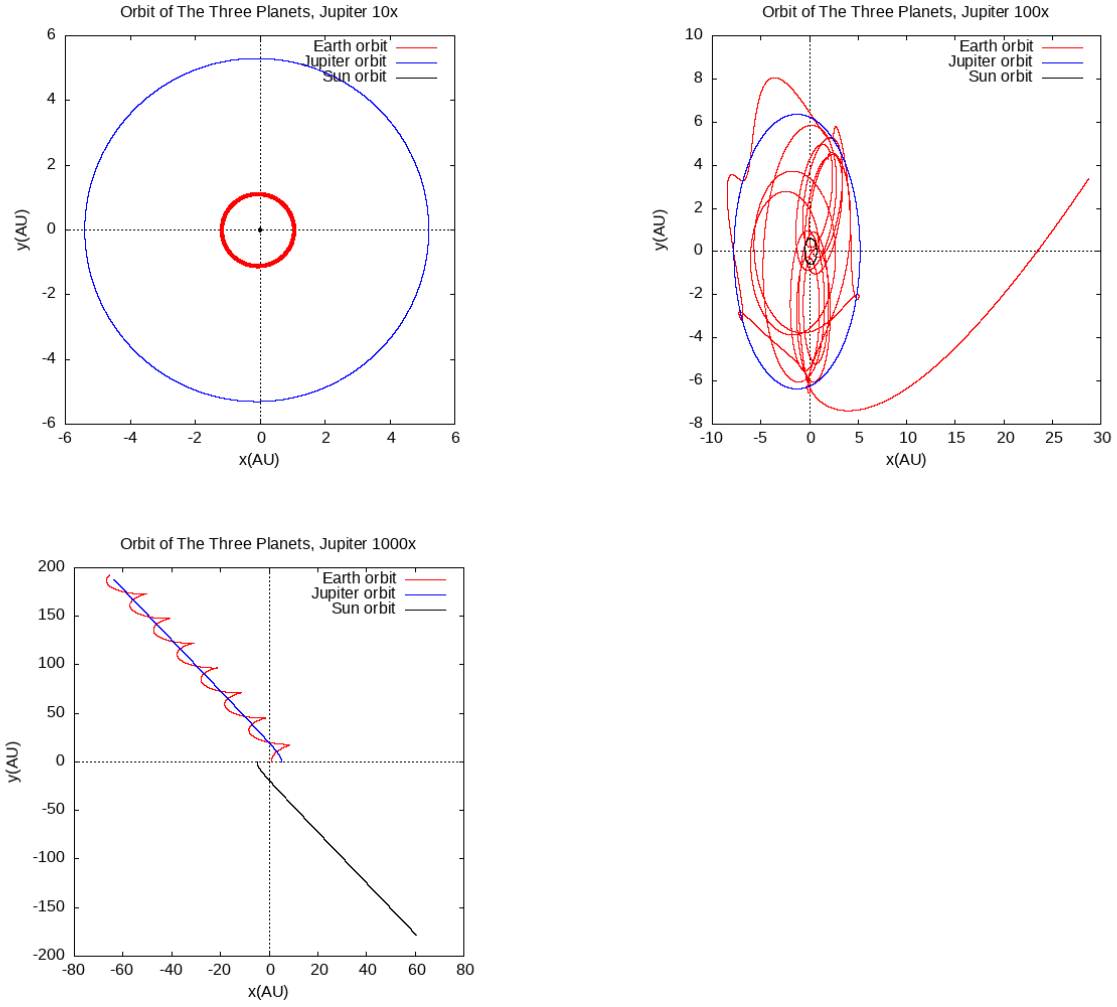 Orbit of The Three Planets, Jupiter 10x
6
4
2
0
-2
-4
-6
-6
-4
-2
0
2
4
6
y(AU)
x(AU)
Earth orbit
Jupiter orbit
Sun orbit
Orbit of The Three Planets, Jupiter 100x
10
8
6
4
2
0
-2
-4
-6
-8
-10
-5
0
5
10
15
20
25
30
y(AU)
x(AU)
Earth orbit
Jupiter orbit
Sun orbit
Orbit of The Three Planets, Jupiter 1000x
200
150
100
50
0
-50
-100
-150
-200
-80
-60
-40
-20
0
20
40
60
80
y(AU)
x(AU)
Earth orbit
Jupiter orbit
Sun orbit